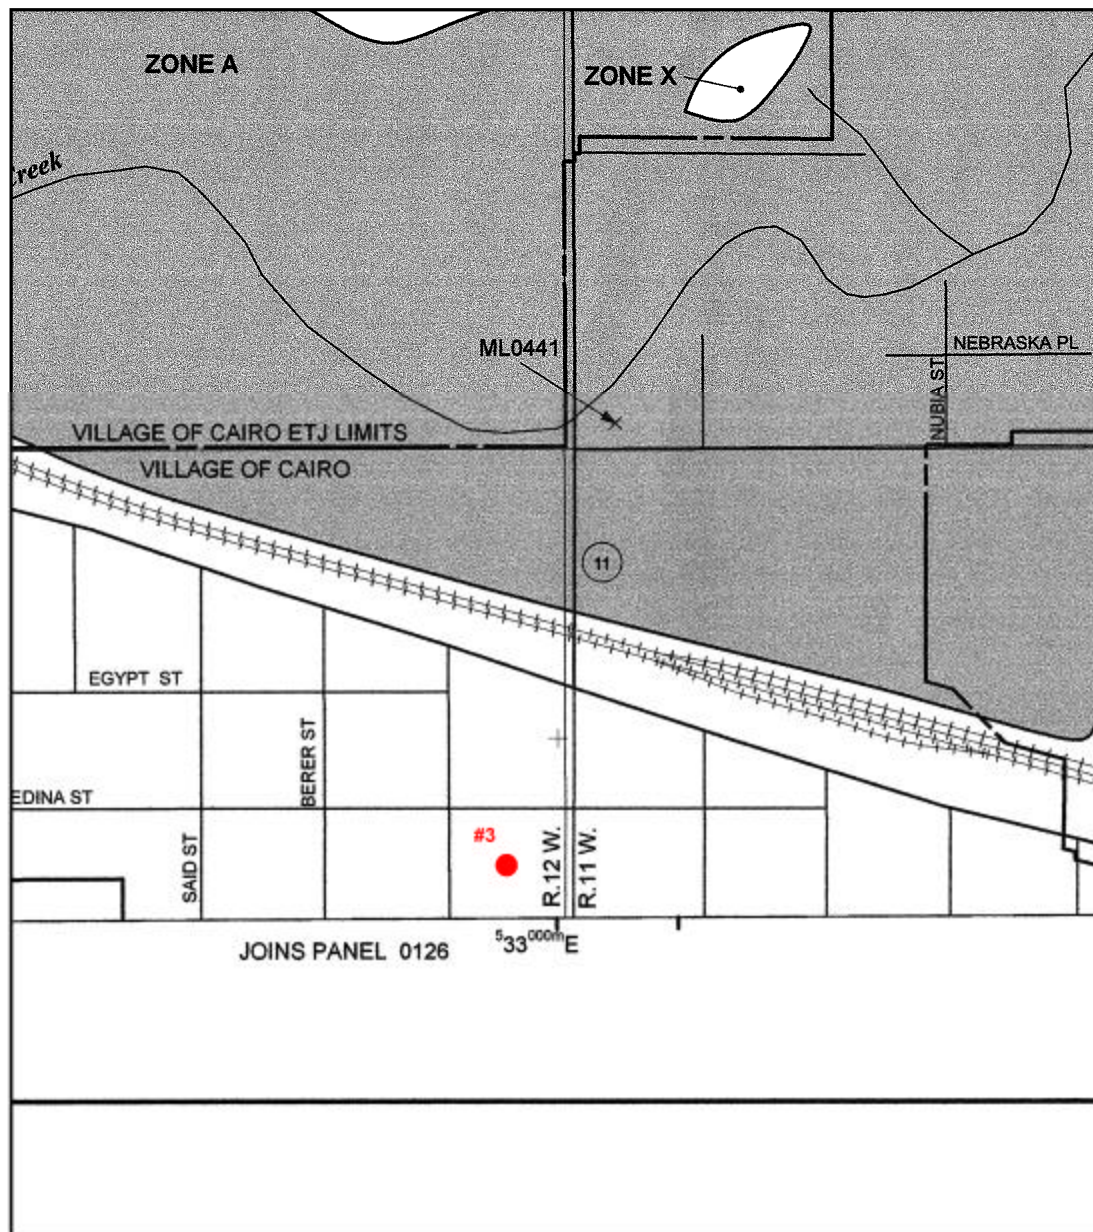 ZONE A
ZONE X
reek
ML0441
NEBRASKA PL
NUBIA ST
VILLAGE OF CAIRO ETJ LIMITS
VILLAGE OF CAIRO
11
EGYPT ST
BERER ST
EDINA ST
SAID ST
#3
R.12 W.
R.11 W.
JOINS PANEL 0126
⁵33⁰⁰⁰ᵐE